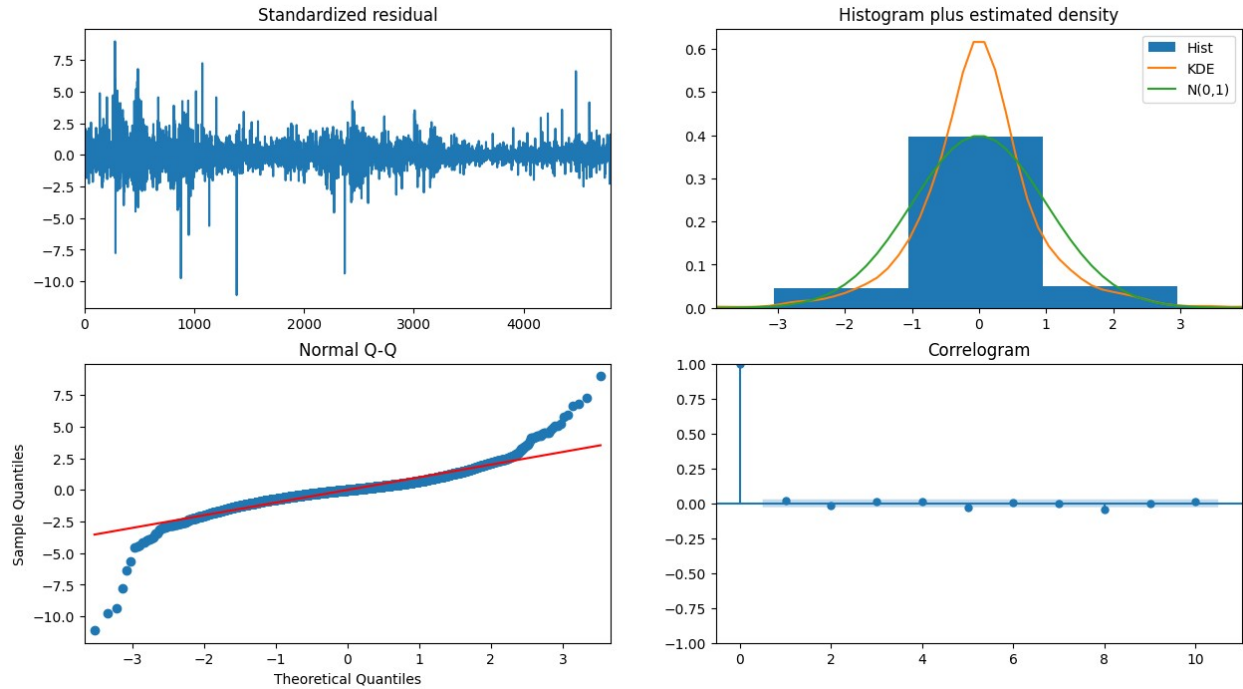 Standardized residual
7.5
5.0
2.5
0.0
−2.5
−5.0
−7.5
−10.0
0 1000 2000 3000 4000
Histogram plus estimated density
Hist
KDE
N(0,1)
0.6
0.5
0.4
0.3
0.2
0.1
0.0
−3 −2 −1 0 1 2 3
Normal Q-Q
Sample Quantiles
7.5
5.0
2.5
0.0
−2.5
−5.0
−7.5
−10.0
−3 −2 −1 0 1 2 3
Theoretical Quantiles
Correlogram
1.00
0.75
0.50
0.25
0.00
−0.25
−0.50
−0.75
−1.00
0 2 4 6 8 10